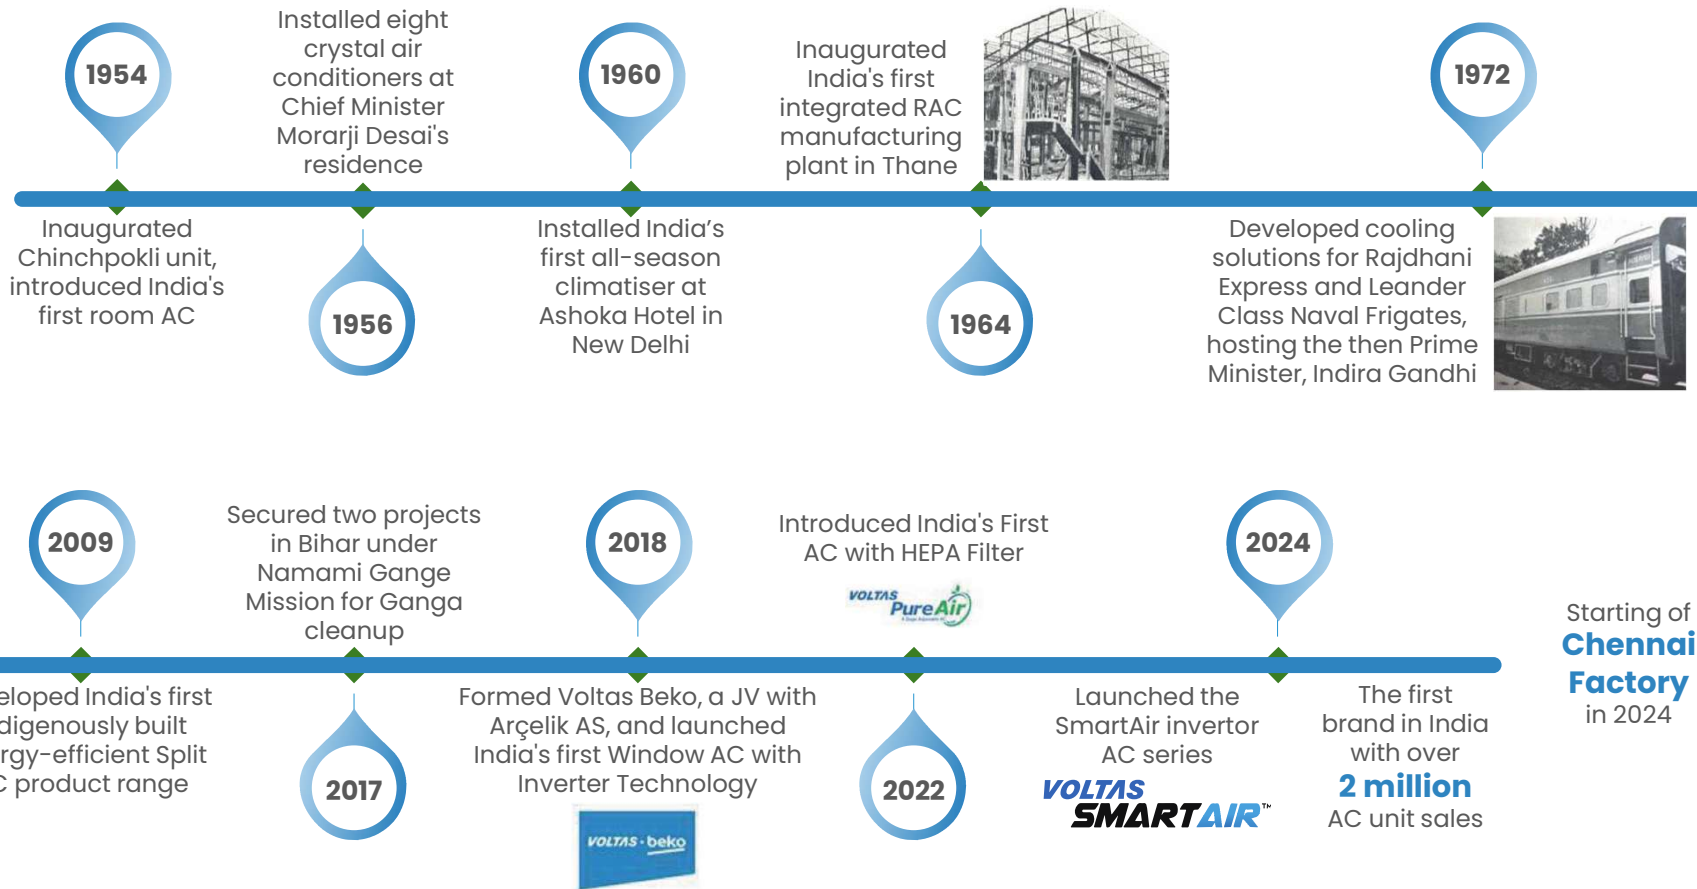 1954
Inaugurated
Chinchpokli unit,
introduced India's
first room AC
Installed eight
crystal air
conditioners at
Chief Minister
Morarji Desai's
residence
1956
1960
Installed India’s
first all-season
climatiser at
Ashoka Hotel in
New Delhi
Inaugurated
India's first
integrated RAC
manufacturing
plant in Thane
1964
1972
Developed cooling
solutions for Rajdhani
Express and Leander
Class Naval Frigates,
hosting the then Prime
Minister, Indira Gandhi
2009
eloped India's first
digenously built
rgy-efficient Split
C product range
Secured two projects
in Bihar under
Namami Gange
Mission for Ganga
cleanup
2017
2018
Formed Voltas Beko, a JV with
Arçelik AS, and launched
India's first Window AC with
Inverter Technology
VOLTAS · beko
Introduced India's First
AC with HEPA Filter
VOLTAS
PureAir
2022
2024
Launched the
SmartAir invertor
AC series
VOLTAS
SMARTAIR™
The first
brand in India
with over
2 million
AC unit sales
Starting of
Chennai
Factory
in 2024